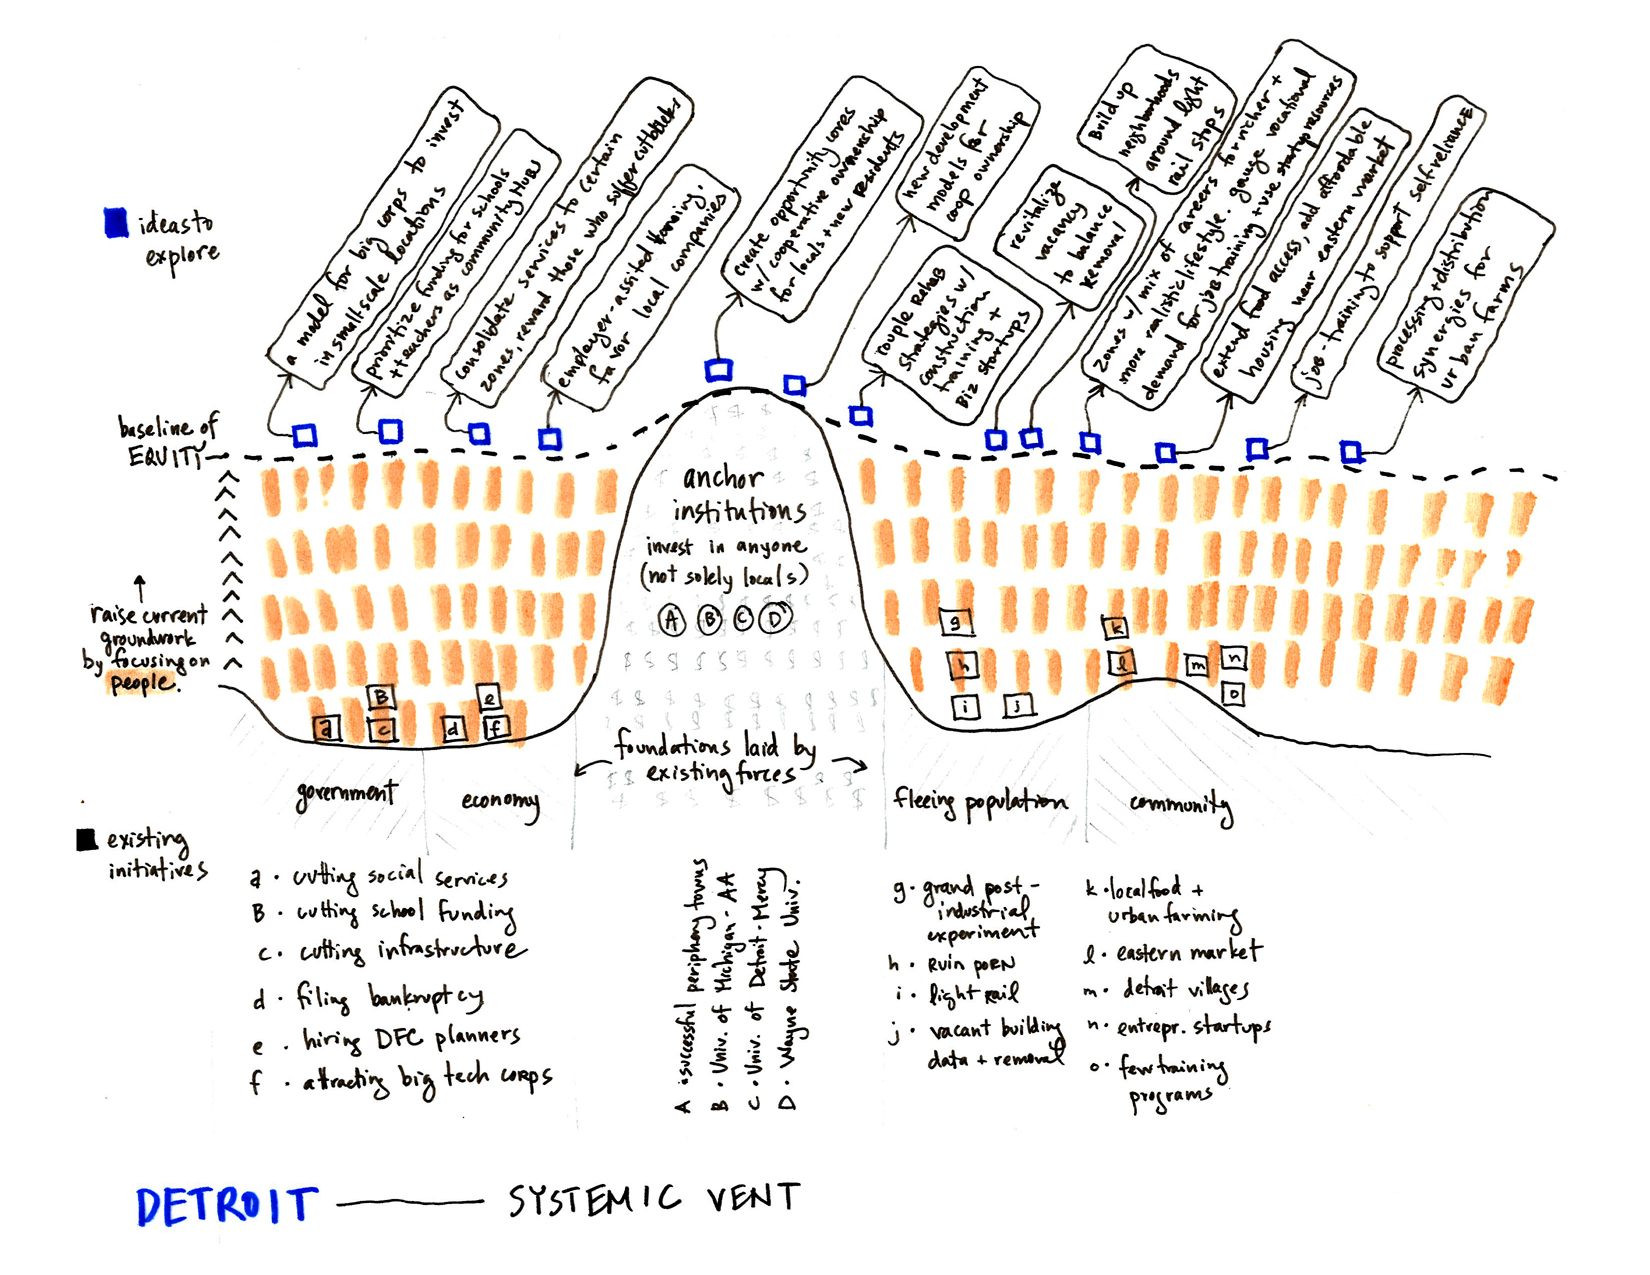 ideas to
explore
a model for big corps to invest
in small-scale locations
prioritize funding for schools
+ teachers as community HUBS
consolidate services to certain
zones, reward those who suffer cutbacks
employer-assisted housing,
favor local companies
create opportunity cores
w/ cooperative ownership
for locals + new residents
new development
models for
coop ownership
couple Rehab
strategies w/
construction
training +
Biz startups
revitalize
vacancy
to balance
removal
Build up
neighborhoods
around light
rail stops
zones w/ mix of careers for richer +
more realistic lifestyle. gauge vocational
demand for job training + use startup resources
extend food access, add affordable
housing near eastern market
job-training to support self-reliance
processing + distribution
synergies for
urban farms
baseline of
EQUITY
raise current
groundwork
by focusing on
people.
anchor
institutions
invest in anyone
(not solely locals)
A B C D
g
h
i j
k
l
m n
o
B
a c
e
d f
foundations laid by
existing forces
government
economy
fleeing population
community
existing
initiatives
a · cutting social services
B · cutting school funding
c · cutting infrastructure
d · filing bankruptcy
e · hiring DFC planners
f · attracting big tech corps
A · successful periphery towns
B · Univ. of Michigan - AA
C · Univ. of Detroit - Mercy
D · Wayne State Univ.
g · grand post-
industrial
experiment
h · Ruin porn
i · light rail
j · vacant building
data + removal
k · local food +
urban farming
l · eastern market
m · detroit villages
n · entrepr. startups
o · few training
programs
DETROIT — SYSTEMIC VENT